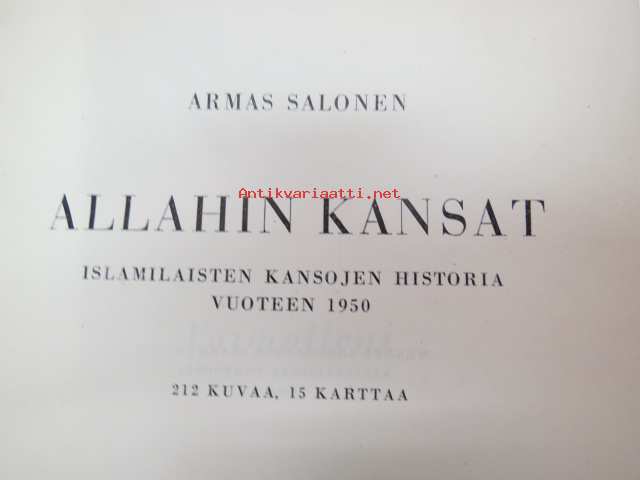 ARMAS SALONEN
Antikvariaatti.net
ALLAHIN KANSAT
ISLAMILAISTEN KANSOJEN HISTORIA
VUOTEEN 1950
212 KUVAA, 15 KARTTAA